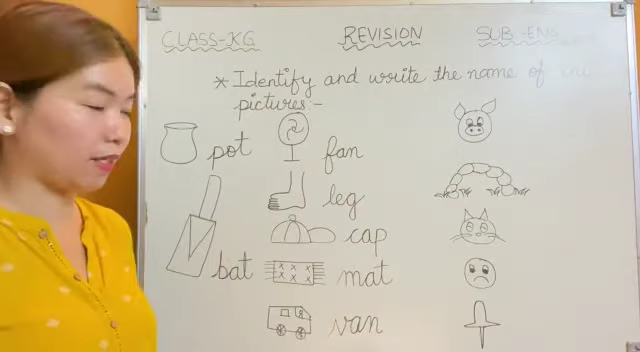 CLASS-KG
REVISION
SUB-ENG
* Identify and write the name of the
pictures-
pot
fan
leg
cap
bat
mat
van